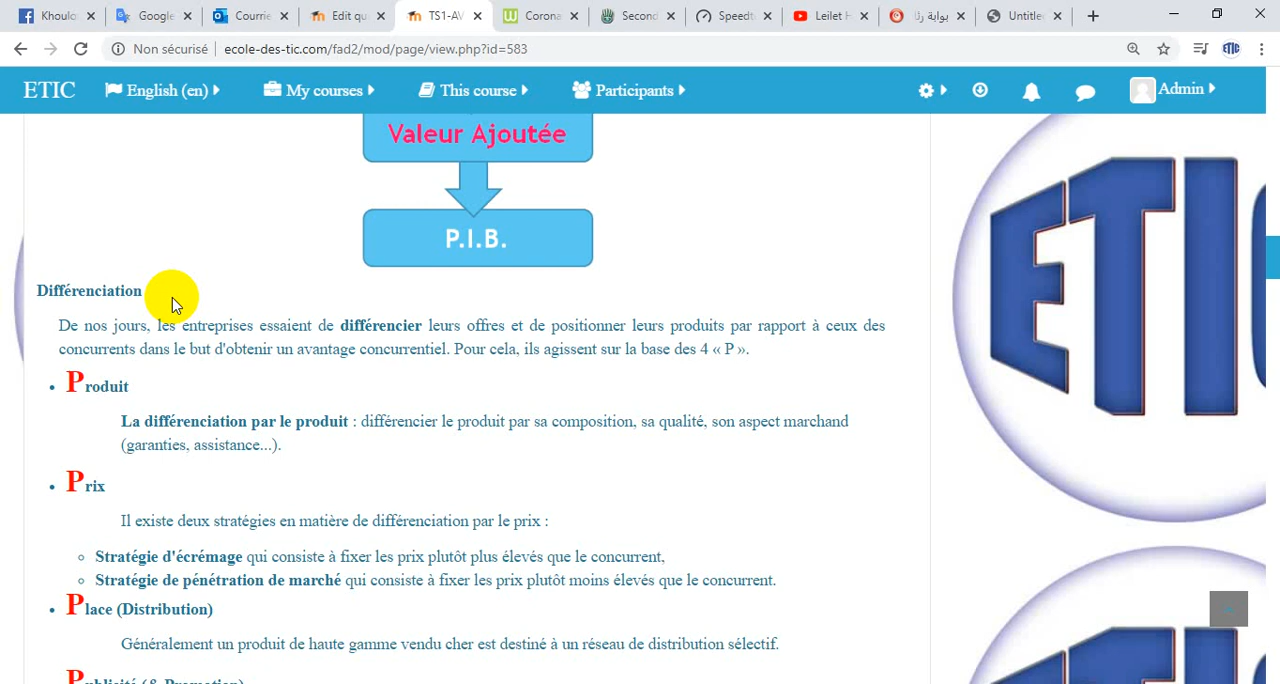 Khoulo
Google
Courrie
Edit qu
TS1-AV
Corona
Second
Speedt
Leilet H
بوابة رتا
Untitle
Non sécurisé
ecole-des-tic.com/fad2/mod/page/view.php?id=583
ETIC
ETIC
English (en)
My courses
This course
Participants
Admin
Valeur Ajoutée
P.I.B.
ETIC
Différenciation
De nos jours, les entreprises essaient de différencier leurs offres et de positionner leurs produits par rapport à ceux des
concurrents dans le but d'obtenir un avantage concurrentiel. Pour cela, ils agissent sur la base des 4 « P ».
Produit
La différenciation par le produit : différencier le produit par sa composition, sa qualité, son aspect marchand
(garanties, assistance...).
Prix
Il existe deux stratégies en matière de différenciation par le prix :
Stratégie d'écrémage qui consiste à fixer les prix plutôt plus élevés que le concurrent,
Stratégie de pénétration de marché qui consiste à fixer les prix plutôt moins élevés que le concurrent.
Place (Distribution)
Généralement un produit de haute gamme vendu cher est destiné à un réseau de distribution sélectif.
Publicité (& Promotion)